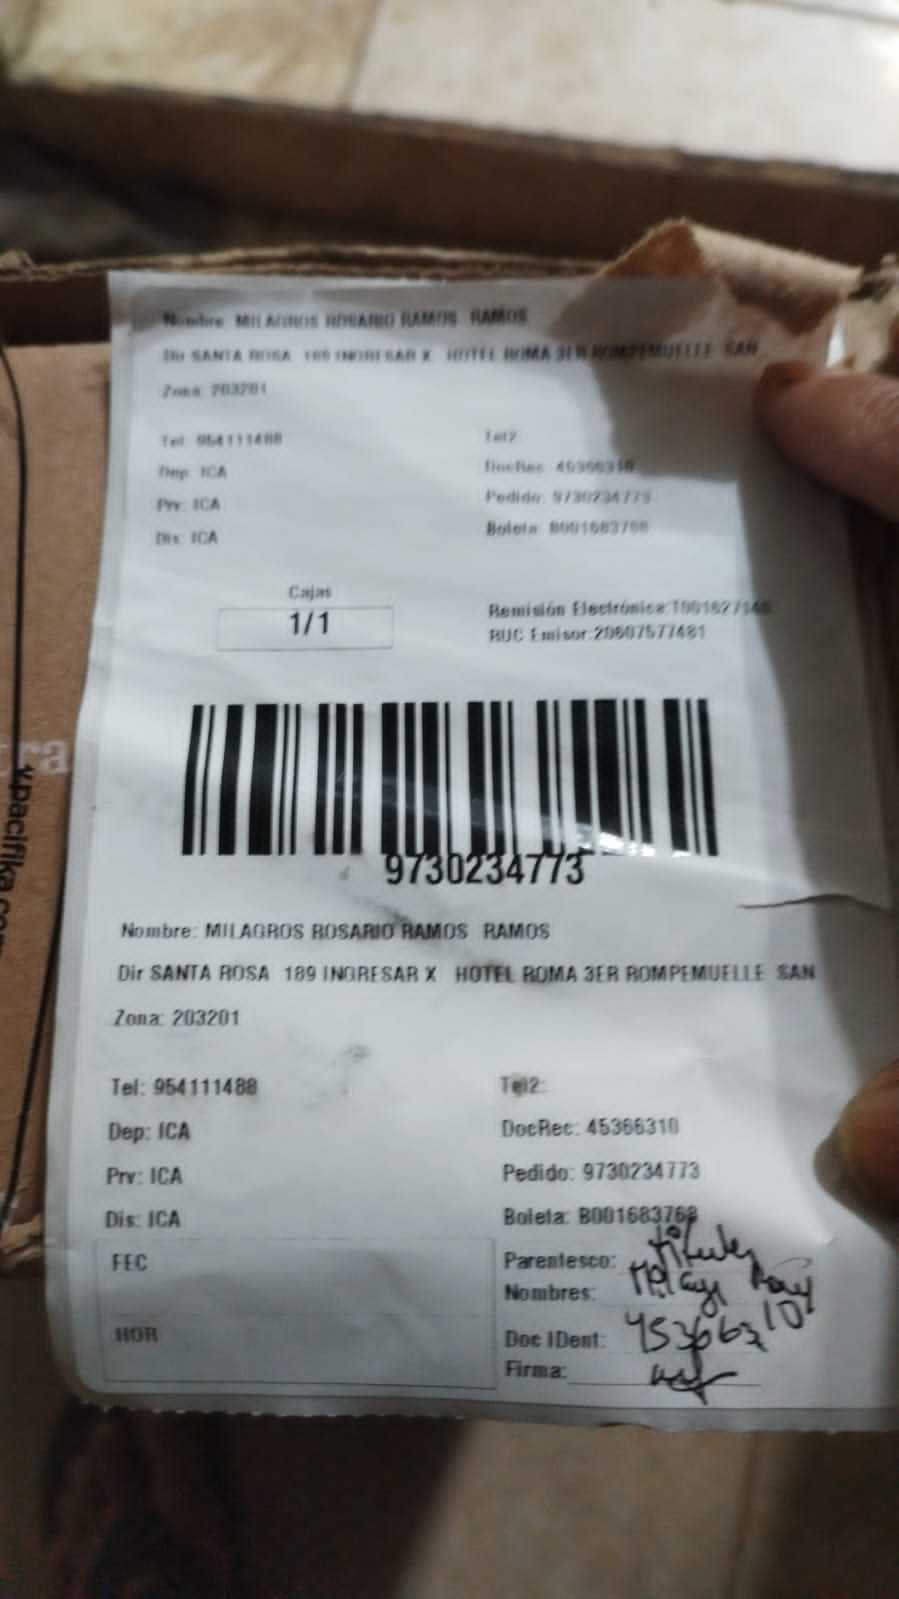 Nombre: MILAGROS ROSARIO RAMOS RAMOS
Dir SANTA ROSA 189 INGRESAR X HOTEL ROMA 3ER ROMPEMUELLE SAN
Zona: 203201
Tel: 954111488 Tel2:
Dep: ICA DocRec: 45366310
Prv: ICA Pedido: 9730234773
Dis: ICA Boleta: B001683768
Cajas
1/1
Remisión Electrónica:
RUC Emisor:20607577481
9730234773
Nombre: MILAGROS ROSARIO RAMOS RAMOS
Dir SANTA ROSA 189 INGRESAR X HOTEL ROMA 3ER ROMPEMUELLE SAN
Zona: 203201
Tel: 954111488 Tel2:
Dep: ICA DocRec: 45366310
Prv: ICA Pedido: 9730234773
Dis: ICA Boleta: B001683768
FEC
HOR
Parentesco: titular
Nombres:
Doc IDent: 45366310
Firma:
tra
pacifika.com